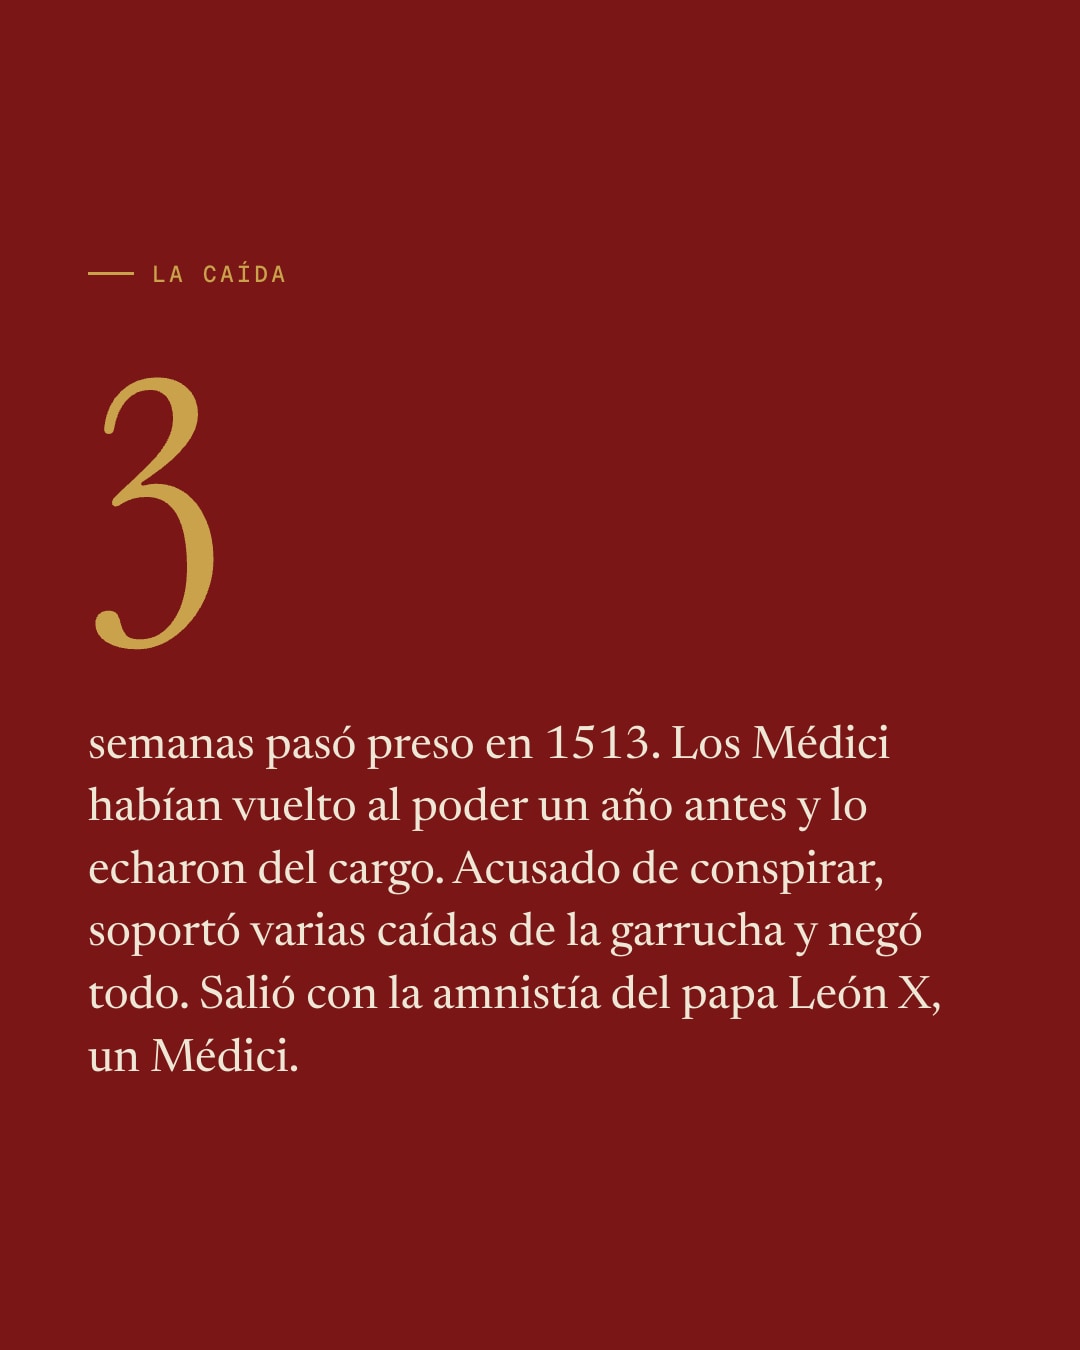 LA CAÍDA
3
semanas pasó preso en 1513. Los Médici
habían vuelto al poder un año antes y lo
echaron del cargo. Acusado de conspirar,
soportó varias caídas de la garrucha y negó
todo. Salió con la amnistía del papa León X,
un Médici.